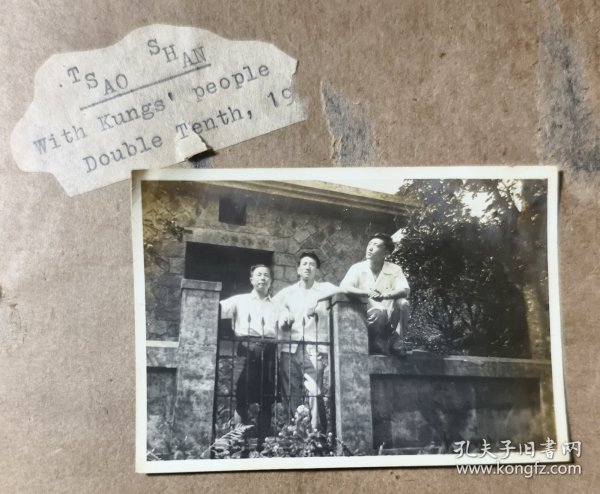 TSAO SHAN
With Kungs' people
Double Tenth, 19
孔夫子旧书网
www.kongfz.com